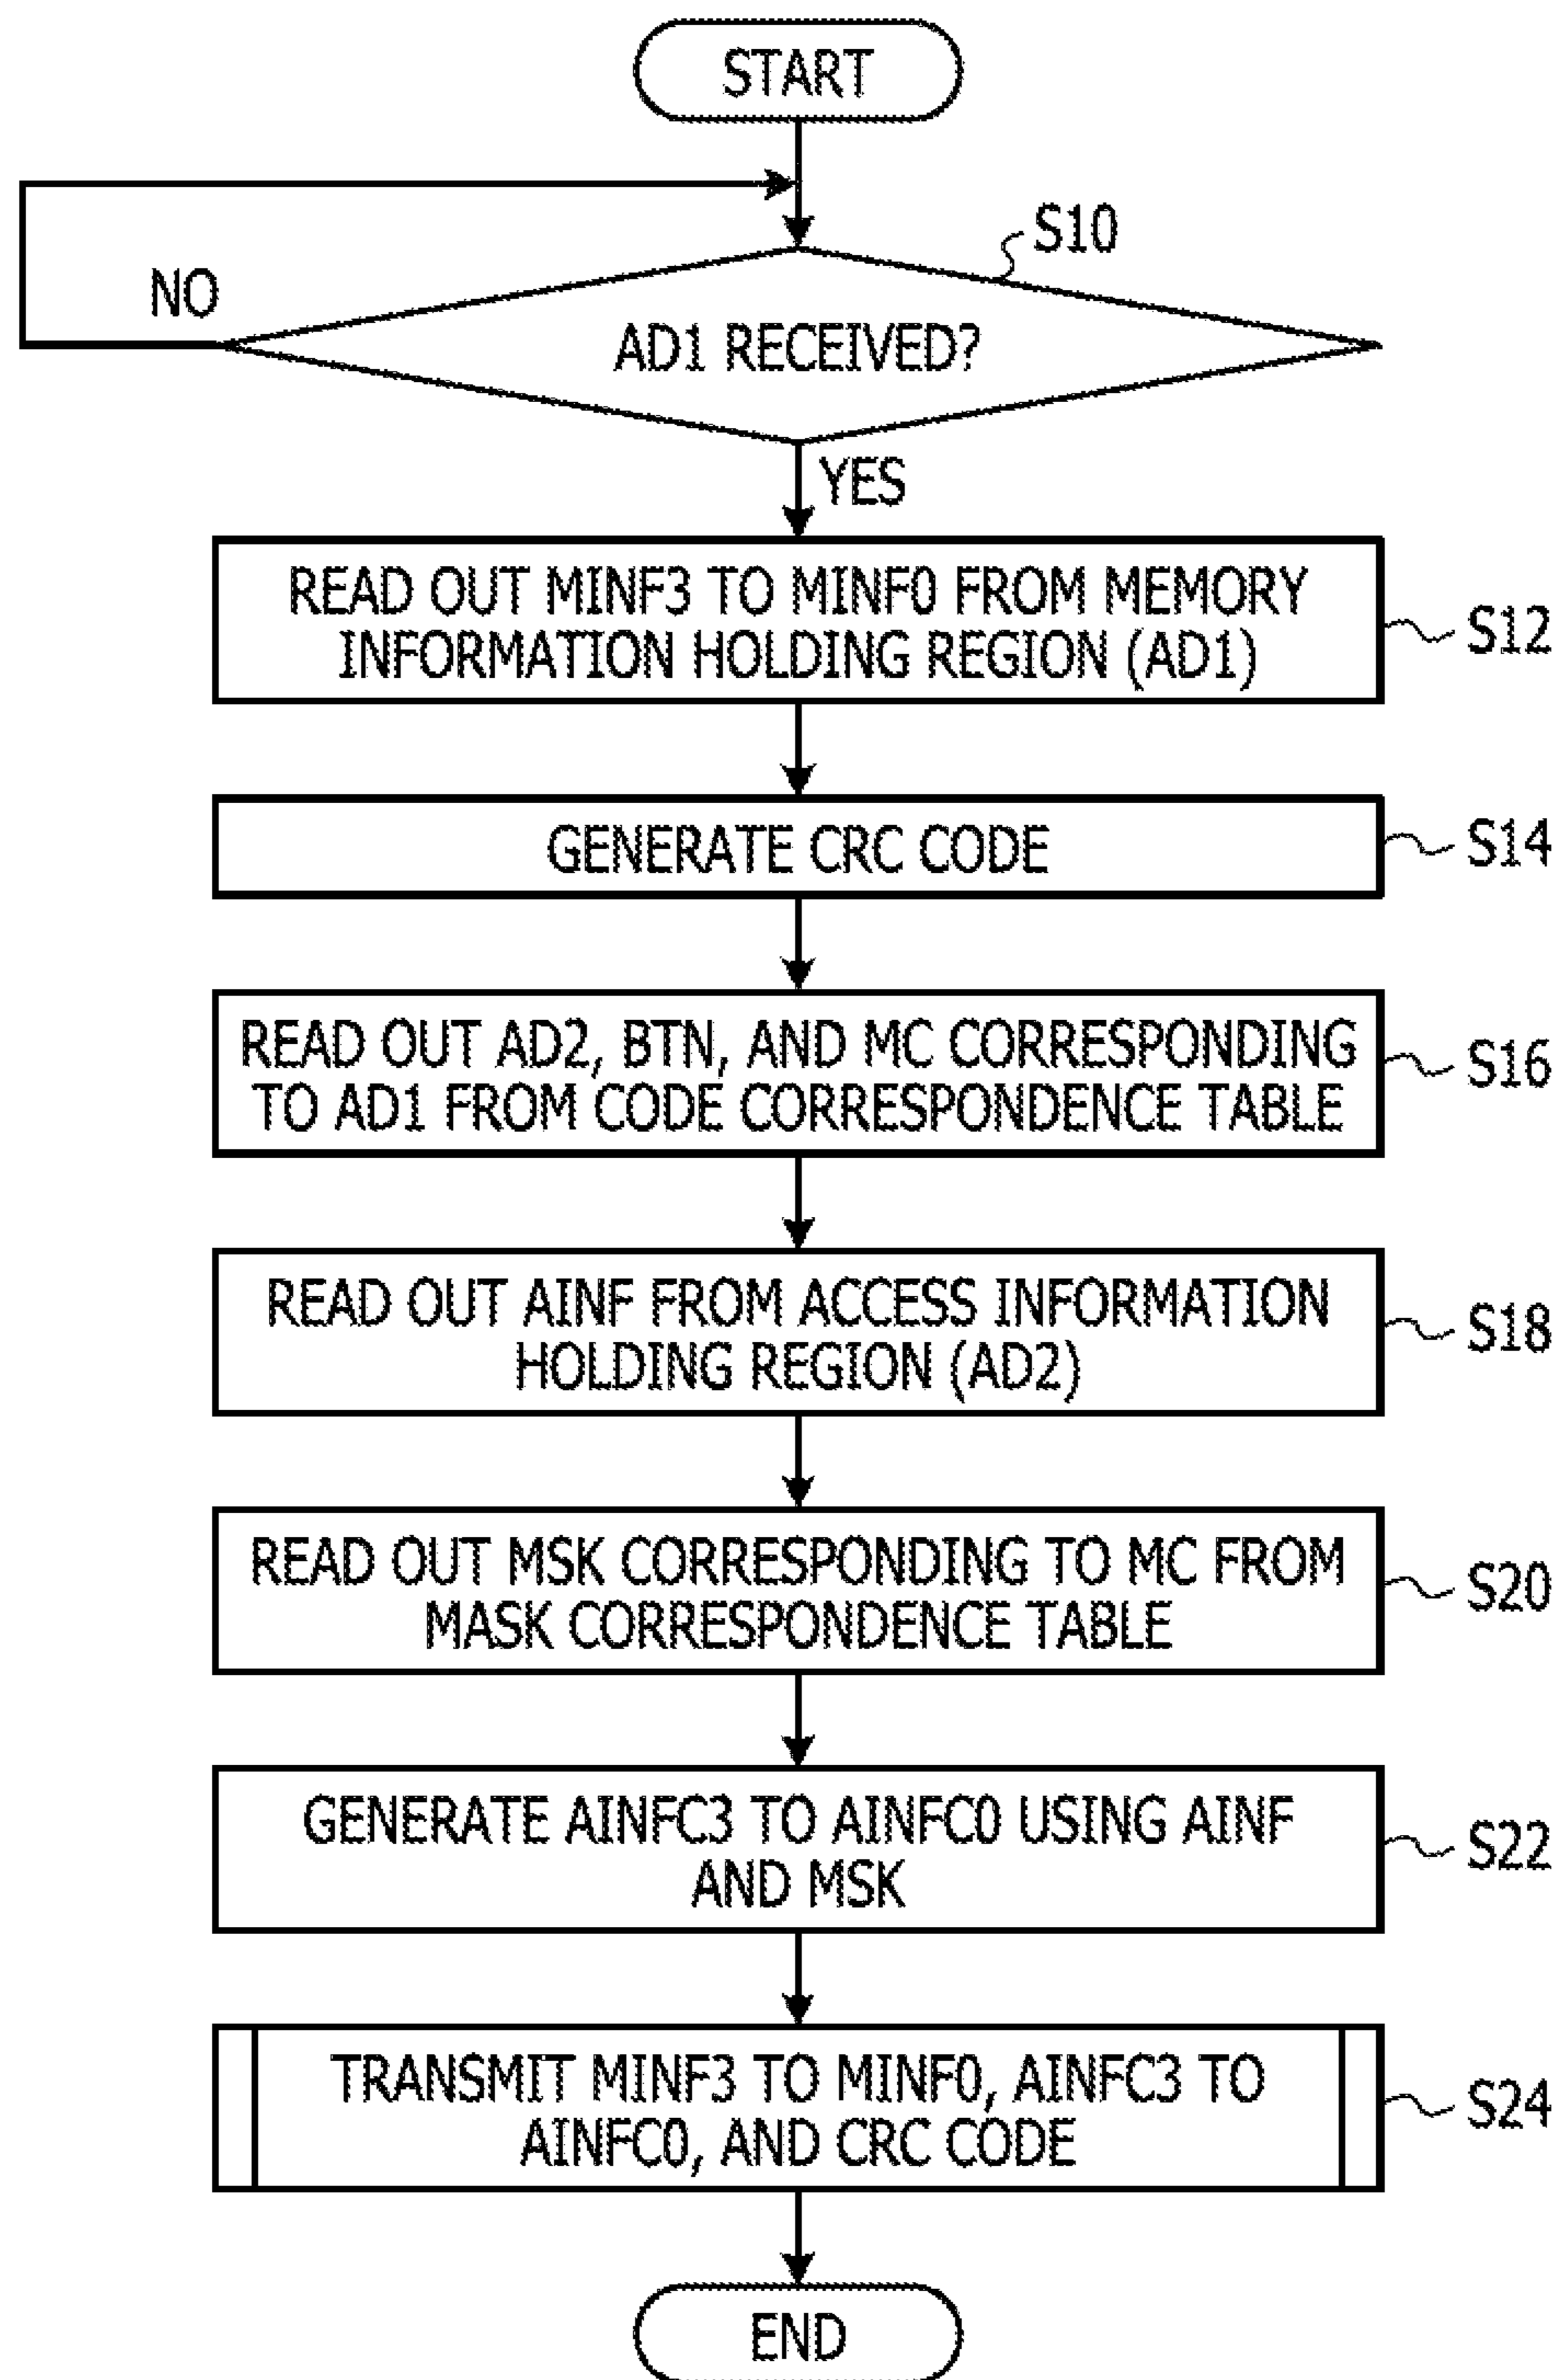 START
S10
NO
AD1 RECEIVED?
YES
READ OUT MINF3 TO MINF0 FROM MEMORY
INFORMATION HOLDING REGION (AD1)
S12
GENERATE CRC CODE
S14
READ OUT AD2, BTN, AND MC CORRESPONDING
TO AD1 FROM CODE CORRESPONDENCE TABLE
S16
READ OUT AINF FROM ACCESS INFORMATION
HOLDING REGION (AD2)
S18
READ OUT MSK CORRESPONDING TO MC FROM
MASK CORRESPONDENCE TABLE
S20
GENERATE AINFC3 TO AINFC0 USING AINF
AND MSK
S22
TRANSMIT MINF3 TO MINF0, AINFC3 TO
AINFC0, AND CRC CODE
S24
END